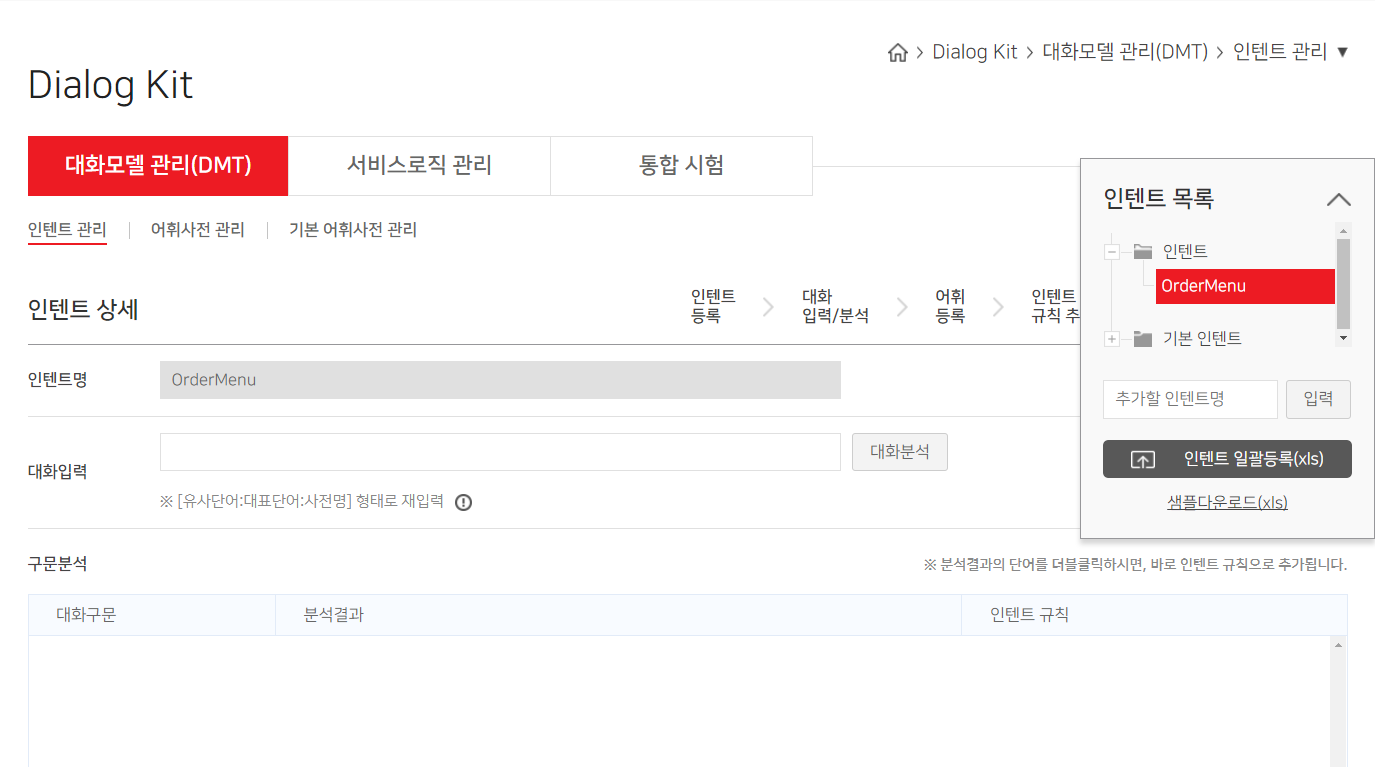 Dialog Kit > 대화모델 관리(DMT) > 인텐트 관리 ▼
Dialog Kit
대화모델 관리(DMT)
서비스로직 관리
통합 시험
인텐트 관리
어휘사전 관리
기본 어휘사전 관리
인텐트 상세
인텐트
등록
대화
입력/분석
어휘
등록
인텐트
규칙 추
인텐트명
OrderMenu
대화입력
대화분석
※ [유사단어:대표단어:사전명] 형태로 재입력
인텐트 목록
인텐트
OrderMenu
기본 인텐트
추가할 인텐트명
입력
인텐트 일괄등록(xls)
샘플다운로드(xls)
구문분석
※ 분석결과의 단어를 더블클릭하시면, 바로 인텐트 규칙으로 추가됩니다.
대화구문
분석결과
인텐트 규칙